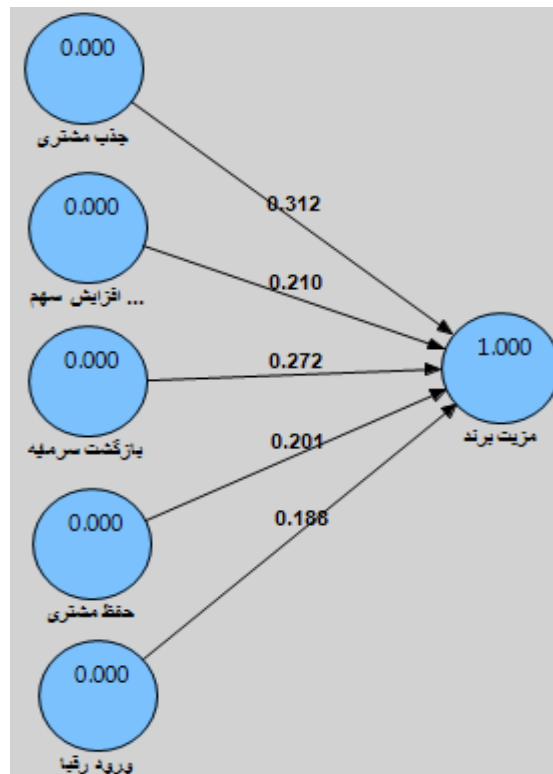 0.000
جذب مشتری
0.312
0.000
افزایش سهم ...
0.210
0.000
بازگشت سرمایه
0.272
1.000
مزیت برند
0.000
حفظ مشتری
0.201
0.188
0.000
ورود رقبا